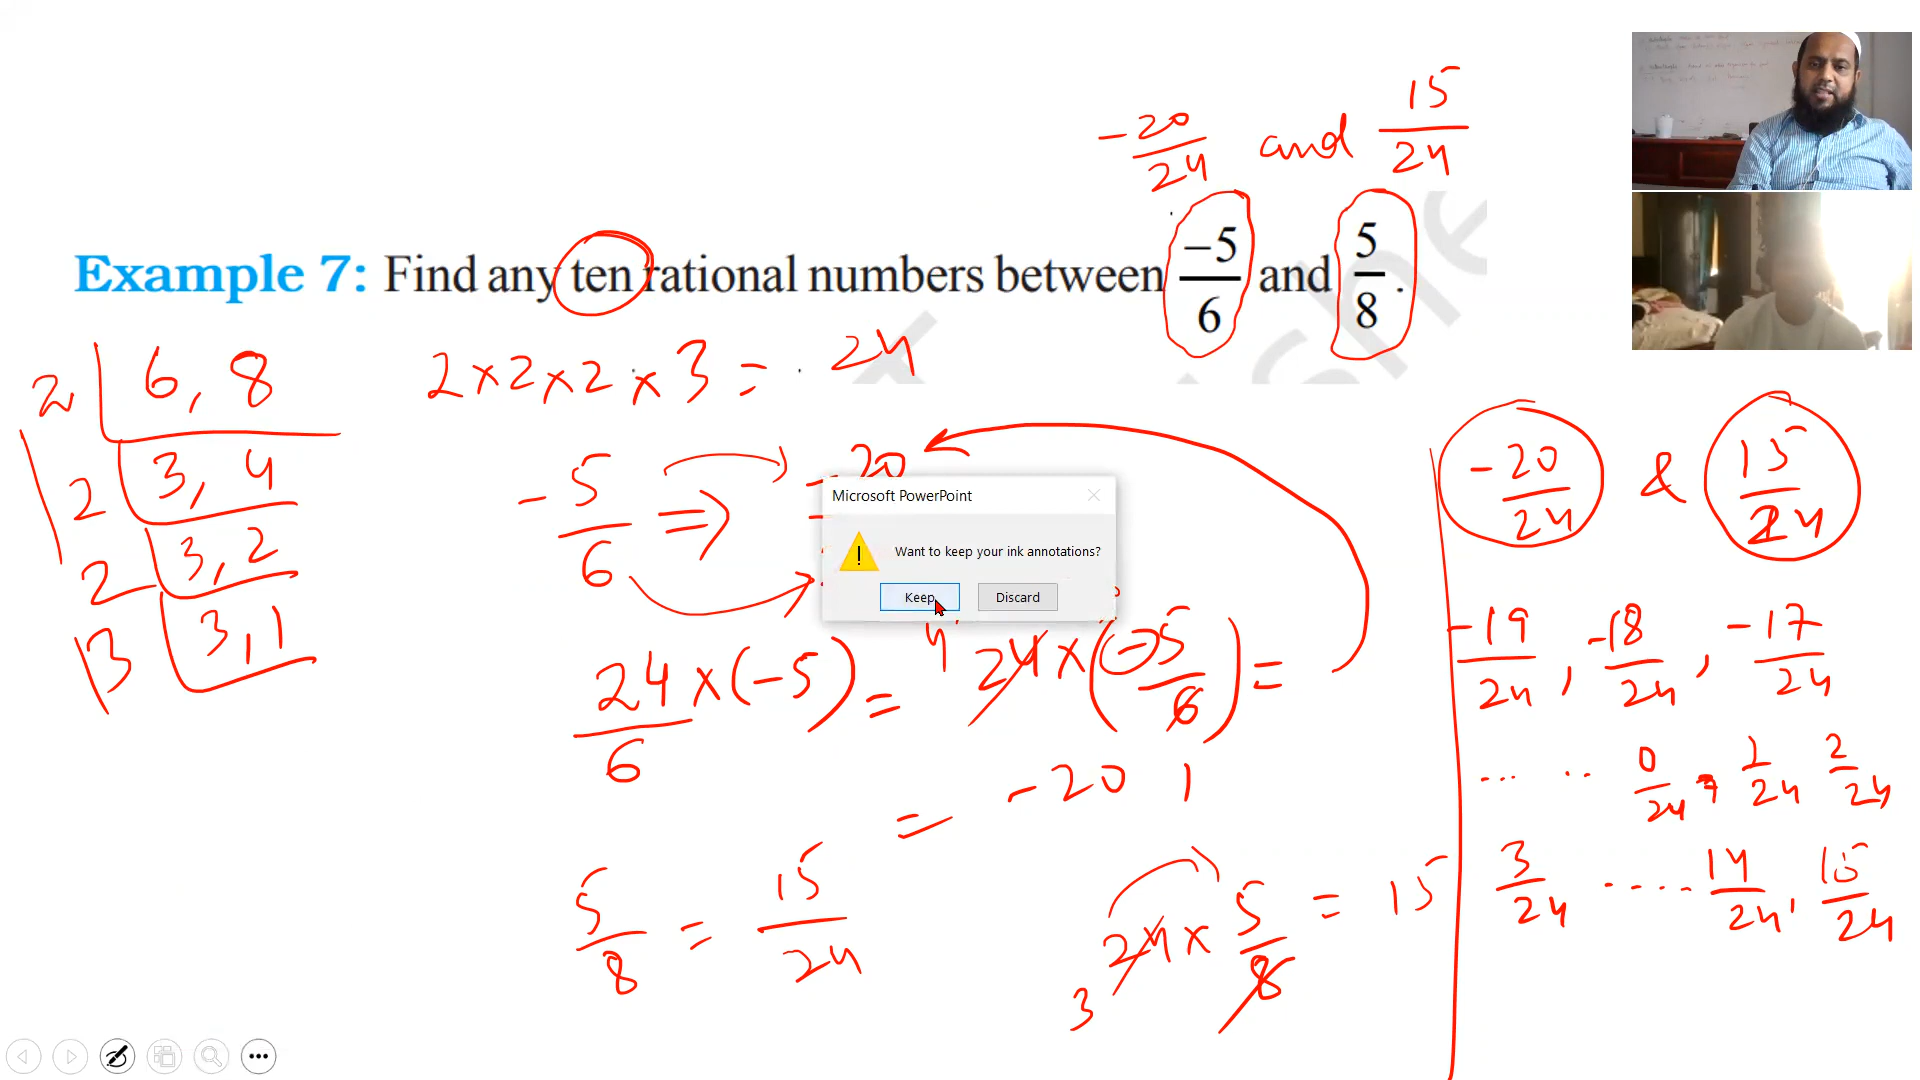 -20/24 and 15/24
Example 7: Find any ten rational numbers between -5/6 and 5/8.
2 | 6, 8
2 | 3, 4
2 | 3, 2
3 | 3, 1
2 × 2 × 2 × 3 = 24
-5/6 ⇒ -20
Microsoft PowerPoint
Want to keep your ink annotations?
Keep
Discard
24/6 × (-5) = 4 24 × (-5/6) =
= -20 1
5/8 = 15/24
3 24 × 5/8 = 15
-20/24 & 15/24
-19/24, -18/24, -17/24
... .. 0/24, 1/24 2/24
3/24 ..... 14/24, 15/24